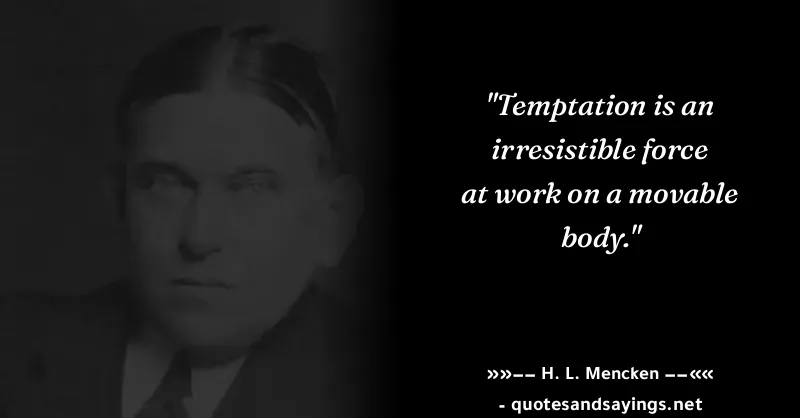 "Temptation is an
irresistible force
at work on a movable
body."
»»−− H. L. Mencken −−««
- quotesandsayings.net